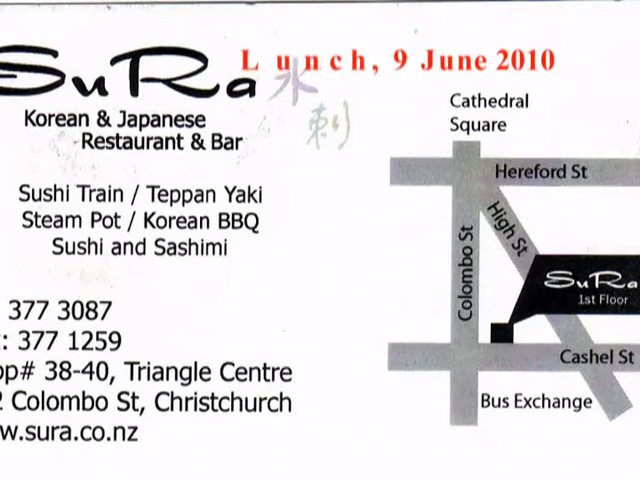 SuRa
Lunch, 9 June 2010
水
刺
Korean & Japanese
Restaurant & Bar
Sushi Train / Teppan Yaki
Steam Pot / Korean BBQ
Sushi and Sashimi
377 3087
: 377 1259
op# 38-40, Triangle Centre
2 Colombo St, Christchurch
w.sura.co.nz
Cathedral
Square
Hereford St
High St
Colombo St
SuRa
1st Floor
Cashel St
Bus Exchange